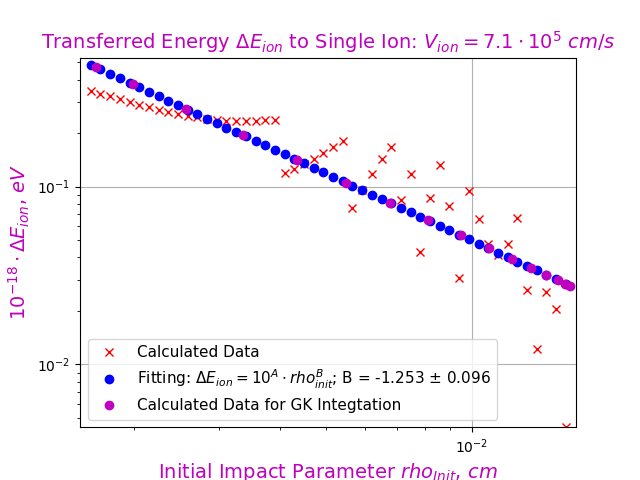 Transferred Energy ΔE_ion to Single Ion: V_ion = 7.1 · 10^5 cm/s
10^-18 · ΔE_ion, eV
10^-1
10^-2
Calculated Data
Fitting: ΔE_ion = 10^A · rho_init^B; B = -1.253 ± 0.096
Calculated Data for GK Integtation
10^-2
Initial Impact Parameter rho_Init, cm